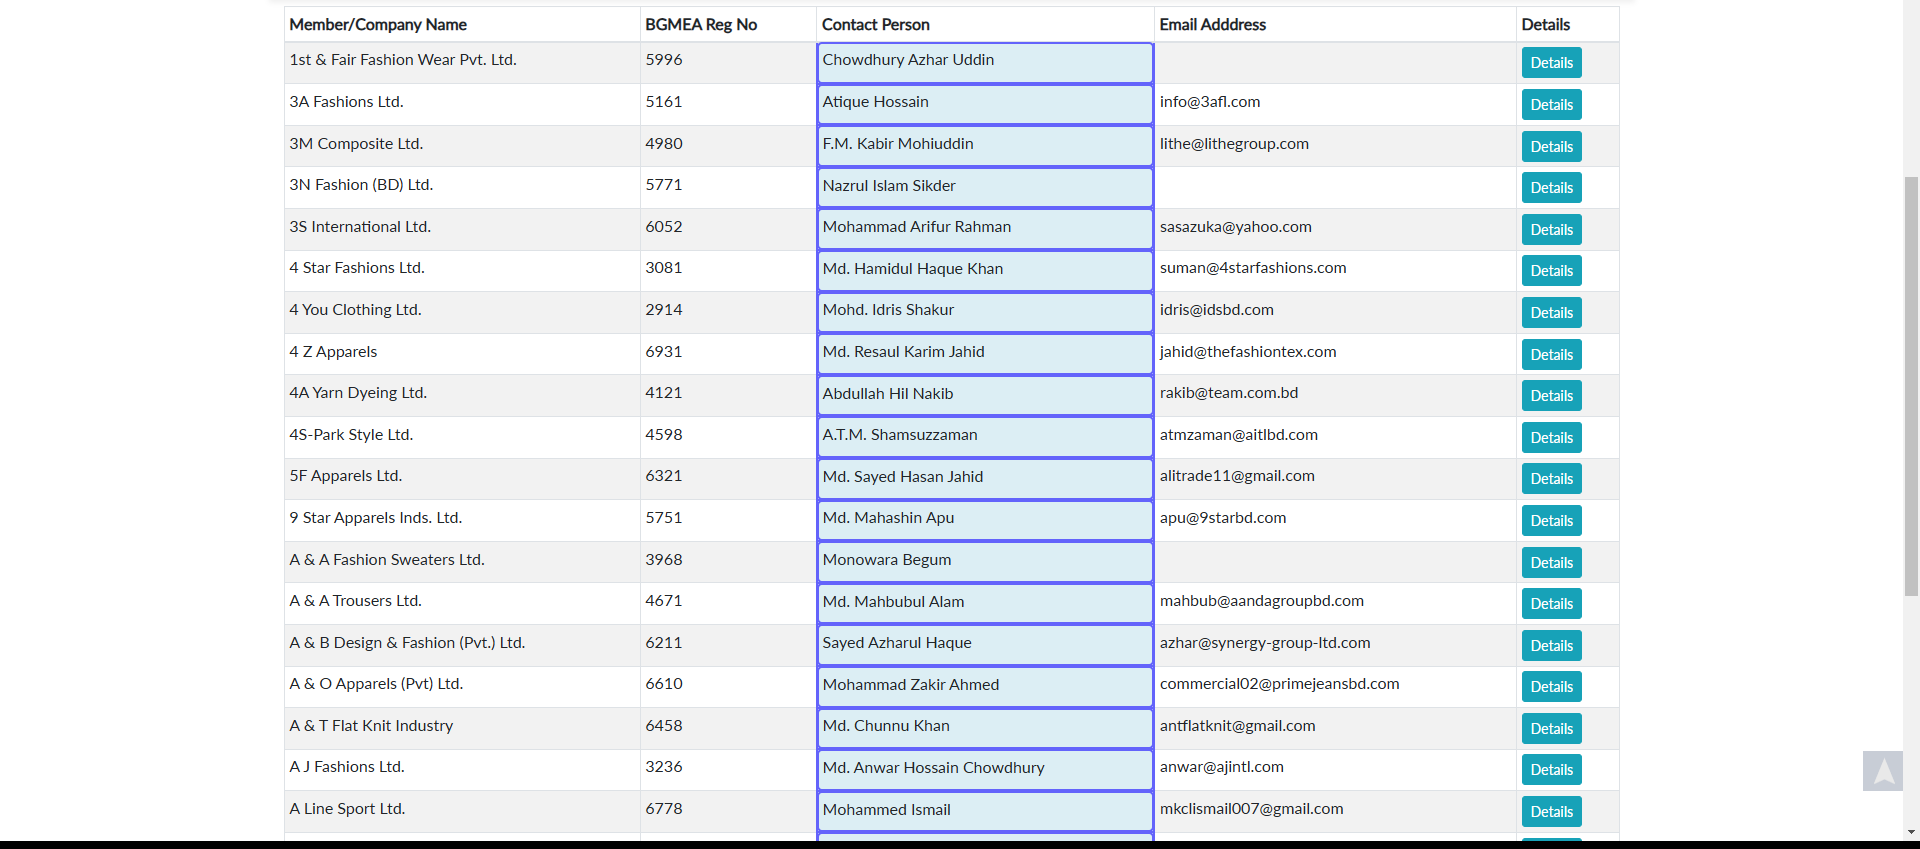 Member/Company Name BGMEA Reg No Contact Person Email Adddress Details
1st & Fair Fashion Wear Pvt. Ltd. 5996 Chowdhury Azhar Uddin Details
3A Fashions Ltd. 5161 Atique Hossain info@3afl.com Details
3M Composite Ltd. 4980 F.M. Kabir Mohiuddin lithe@lithegroup.com Details
3N Fashion (BD) Ltd. 5771 Nazrul Islam Sikder Details
3S International Ltd. 6052 Mohammad Arifur Rahman sasazuka@yahoo.com Details
4 Star Fashions Ltd. 3081 Md. Hamidul Haque Khan suman@4starfashions.com Details
4 You Clothing Ltd. 2914 Mohd. Idris Shakur idris@idsbd.com Details
4 Z Apparels 6931 Md. Resaul Karim Jahid jahid@thefashiontex.com Details
4A Yarn Dyeing Ltd. 4121 Abdullah Hil Nakib rakib@team.com.bd Details
4S-Park Style Ltd. 4598 A.T.M. Shamsuzzaman atmzaman@aitlbd.com Details
5F Apparels Ltd. 6321 Md. Sayed Hasan Jahid alitrade11@gmail.com Details
9 Star Apparels Inds. Ltd. 5751 Md. Mahashin Apu apu@9starbd.com Details
A & A Fashion Sweaters Ltd. 3968 Monowara Begum Details
A & A Trousers Ltd. 4671 Md. Mahbubul Alam mahbub@aandagroupbd.com Details
A & B Design & Fashion (Pvt.) Ltd. 6211 Sayed Azharul Haque azhar@synergy-group-ltd.com Details
A & O Apparels (Pvt) Ltd. 6610 Mohammad Zakir Ahmed commercial02@primejeansbd.com Details
A & T Flat Knit Industry 6458 Md. Chunnu Khan antflatknit@gmail.com Details
A J Fashions Ltd. 3236 Md. Anwar Hossain Chowdhury anwar@ajintl.com Details
A Line Sport Ltd. 6778 Mohammed Ismail mkclismail007@gmail.com Details